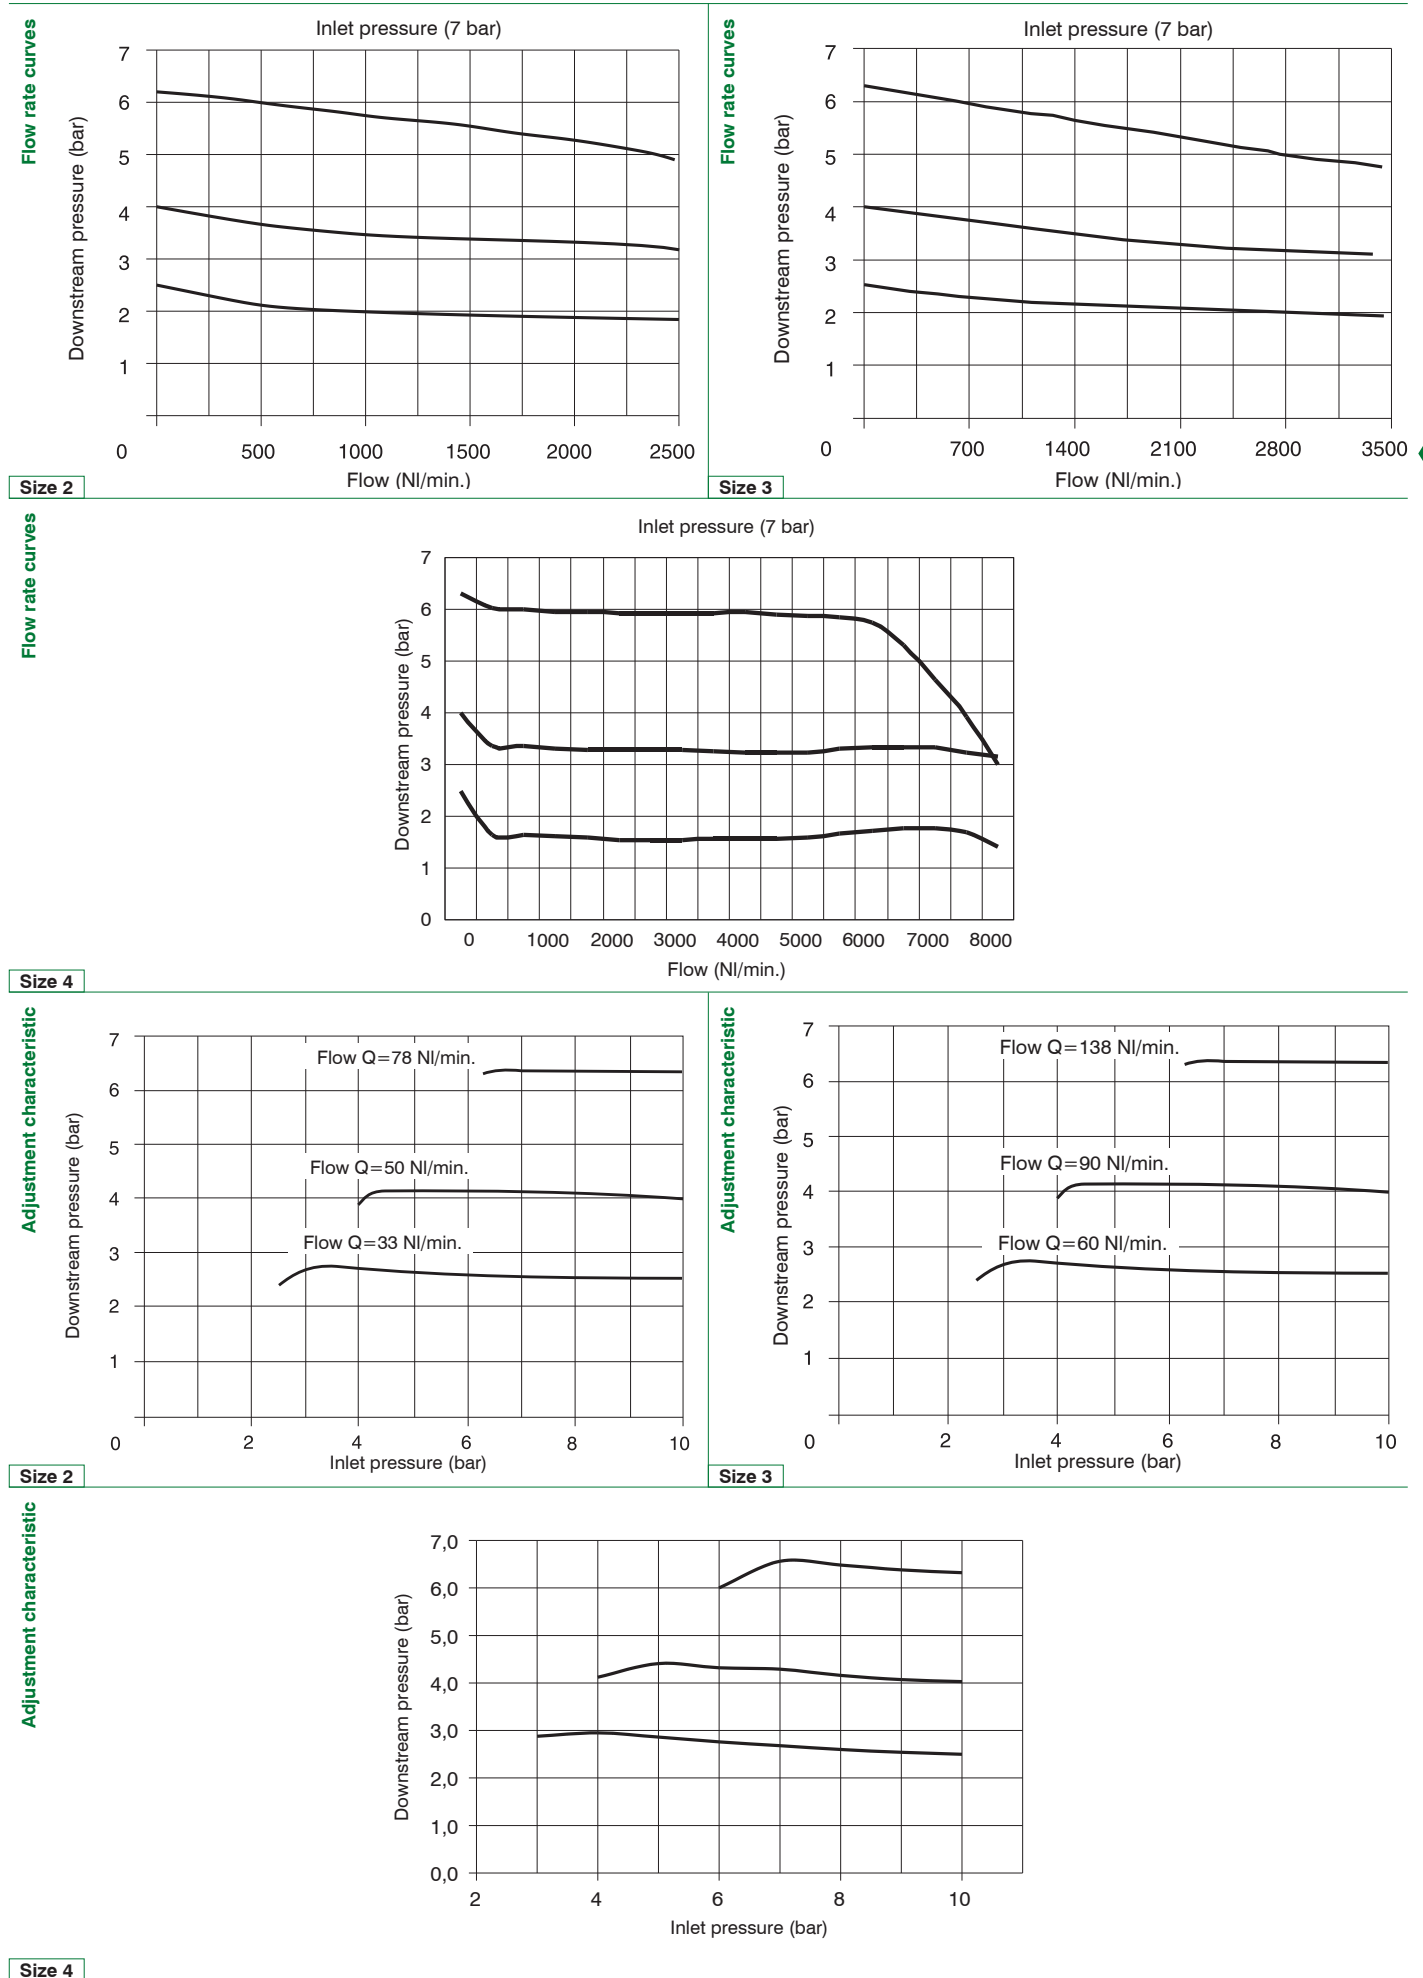 Flow rate curves
Inlet pressure (7 bar)
Downstream pressure (bar)
7
6
5
4
3
2
1
0 500 1000 1500 2000 2500
Flow (Nl/min.)
Size 2
Flow rate curves
Inlet pressure (7 bar)
Downstream pressure (bar)
7
6
5
4
3
2
1
0 700 1400 2100 2800 3500
Flow (Nl/min.)
Size 3
Flow rate curves
Inlet pressure (7 bar)
Downstream pressure (bar)
7
6
5
4
3
2
1
0
0 1000 2000 3000 4000 5000 6000 7000 8000
Flow (Nl/min.)
Size 4
Adjustment characteristic
Downstream pressure (bar)
7
6
5
4
3
2
1
Flow Q=78 Nl/min.
Flow Q=50 Nl/min.
Flow Q=33 Nl/min.
0 2 4 6 8 10
Inlet pressure (bar)
Size 2
Adjustment characteristic
Downstream pressure (bar)
7
6
5
4
3
2
1
Flow Q=138 Nl/min.
Flow Q=90 Nl/min.
Flow Q=60 Nl/min.
0 2 4 6 8 10
Inlet pressure (bar)
Size 3
Adjustment characteristic
Downstream pressure (bar)
7,0
6,0
5,0
4,0
3,0
2,0
1,0
0,0
2 4 6 8 10
Inlet pressure (bar)
Size 4